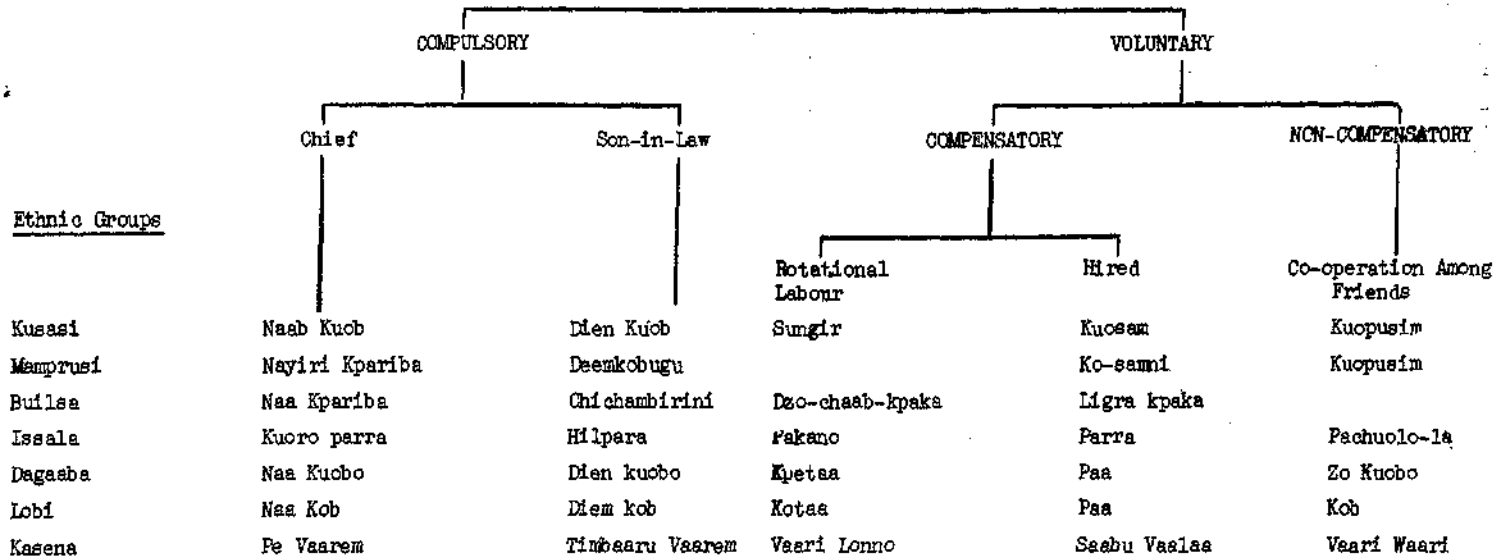 COMPULSORY VOLUNTARY
Chief Son-in-Law COMPENSATORY NON-COMPENSATORY
Ethnic Groups
Rotational Hired Co-operation Among
Labour Friends
Kusasi Naab Kuob Dien Kuob Sungir Kuosam Kuopusim
Mamprusi Nayiri Kpariba Deemkobugu Ko-samni Kuopusim
Builsa Naa Kpariba Chichambirini Dzo-chaab-kpaka Ligra kpaka
Issala Kuoro parra Hilpara Pakano Parra Pachuolo-la
Dagaaba Naa Kuobo Dien kuobo Kpetaa Paa Zo Kuobo
Lobi Naa Kob Diem kob Kotaa Paa Kob
Kasena Pe Vaarem Timbaaru Vaarem Vaari Lonno Saabu Vaalaa Vaari Waari